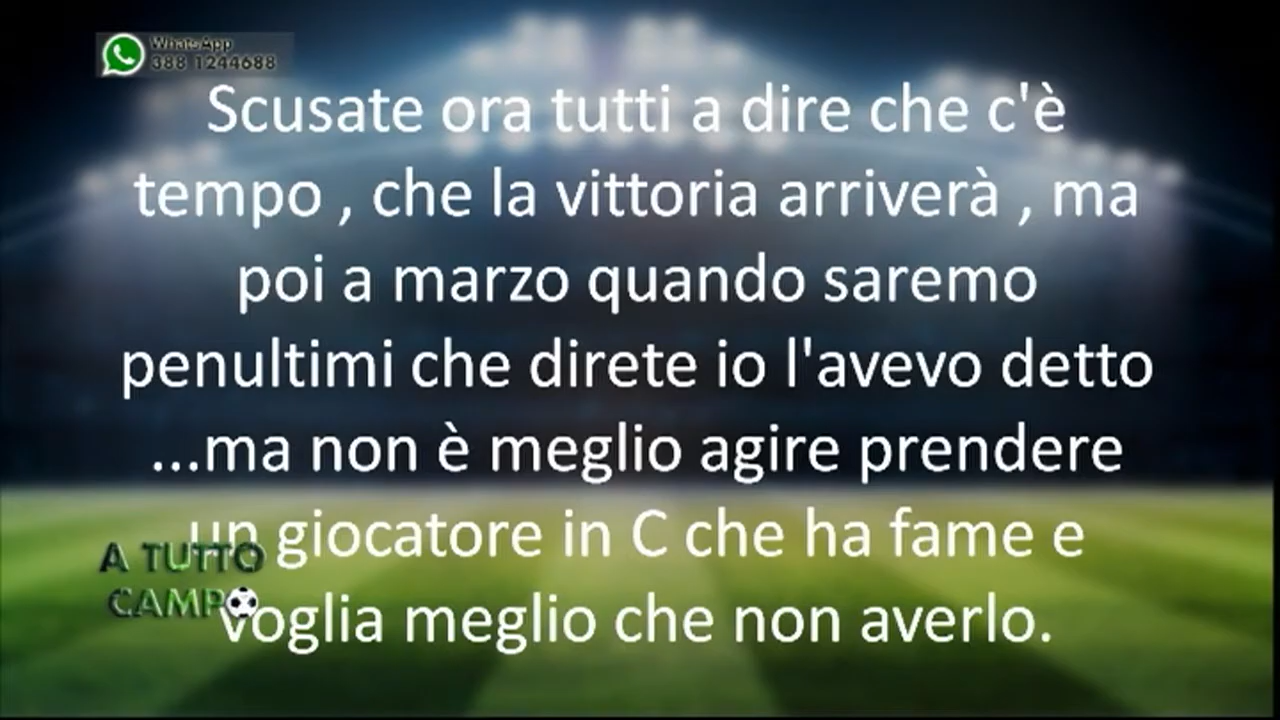 WhatsApp
388 1244688
Scusate ora tutti a dire che c'è
tempo , che la vittoria arriverà , ma
poi a marzo quando saremo
penultimi che direte io l'avevo detto
...ma non è meglio agire prendere
un giocatore in C che ha fame e
voglia meglio che non averlo.
A TUTTO
CAMPO